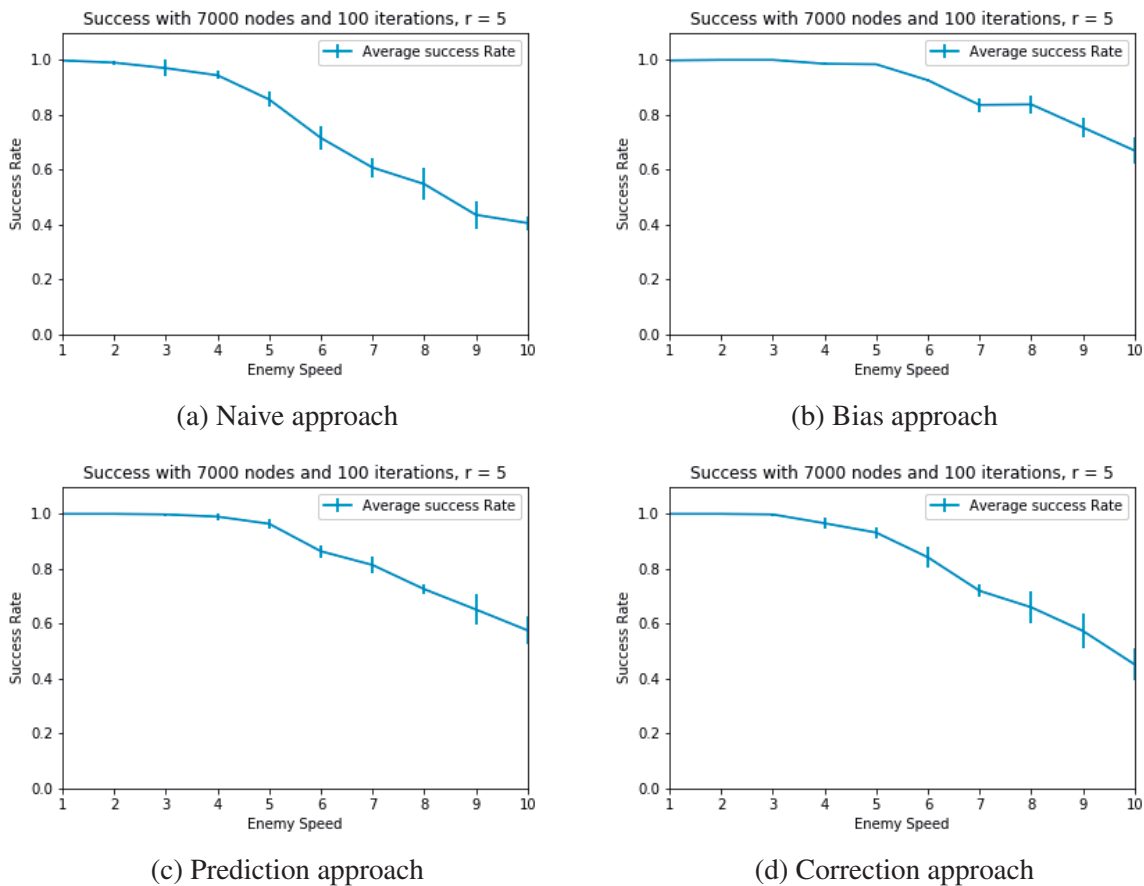 Success with 7000 nodes and 100 iterations, r = 5
Average success Rate
1.0
0.8
0.6
0.4
0.2
0.0
Success Rate
1 2 3 4 5 6 7 8 9 10
Enemy Speed
(a) Naive approach
Success with 7000 nodes and 100 iterations, r = 5
Average success Rate
1.0
0.8
0.6
0.4
0.2
0.0
Success Rate
1 2 3 4 5 6 7 8 9 10
Enemy Speed
(b) Bias approach
Success with 7000 nodes and 100 iterations, r = 5
Average success Rate
1.0
0.8
0.6
0.4
0.2
0.0
Success Rate
1 2 3 4 5 6 7 8 9 10
Enemy Speed
(c) Prediction approach
Success with 7000 nodes and 100 iterations, r = 5
Average success Rate
1.0
0.8
0.6
0.4
0.2
0.0
Success Rate
1 2 3 4 5 6 7 8 9 10
Enemy Speed
(d) Correction approach